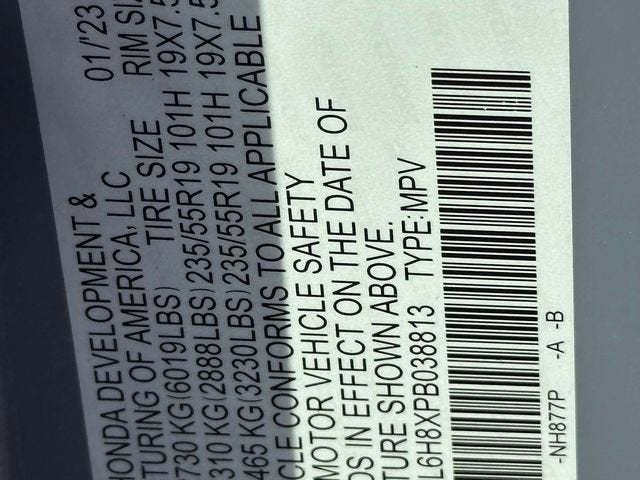 HONDA DEVELOPMENT & 01/'23
TURING OF AMERICA, LLC
730 KG (6019LBS) TIRE SIZE RIM SI
310 KG (2888LBS) 235/55R19 101H 19X7.5
465 KG (3230LBS) 235/55R19 101H 19X7.5
CLE CONFORMS TO ALL APPLICABLE
MOTOR VEHICLE SAFETY
DS IN EFFECT ON THE DATE OF
TURE SHOWN ABOVE.
L6H8XPB038813 TYPE:MPV
-NH877P -A -B